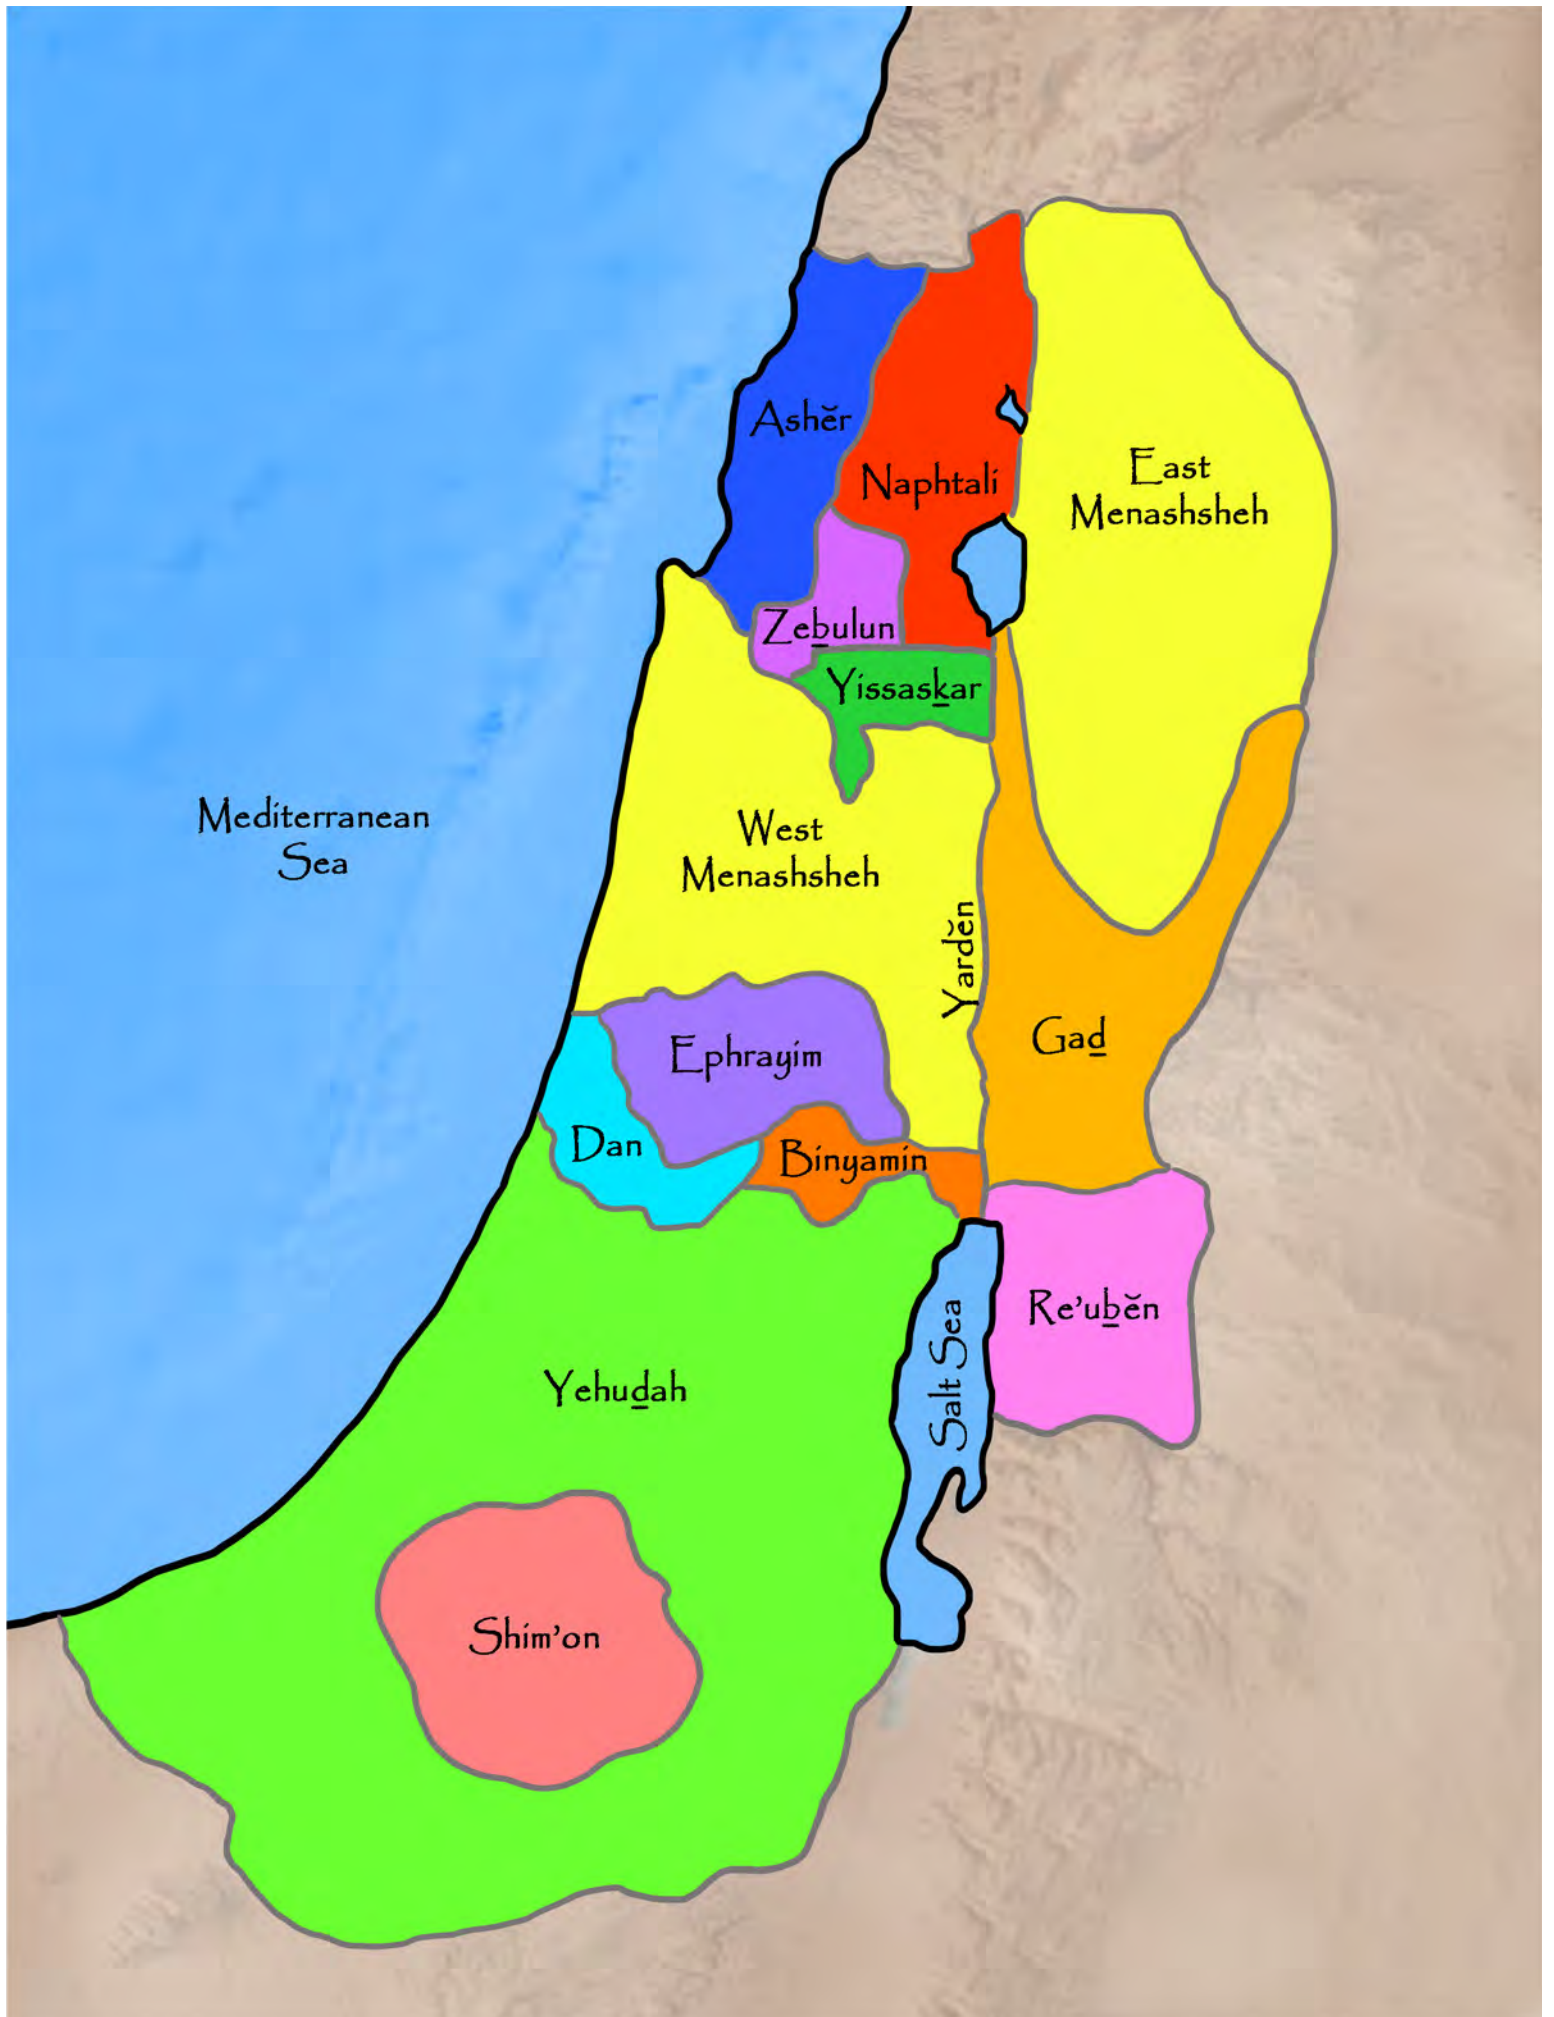 Ashĕr
Naphtali
East
Menashsheh
Zebulun
Yissaskar
Mediterranean
Sea
West
Menashsheh
Yardĕn
Gad
Ephrayim
Dan
Binyamin
Re’ubĕn
Salt Sea
Yehudah
Shim’on